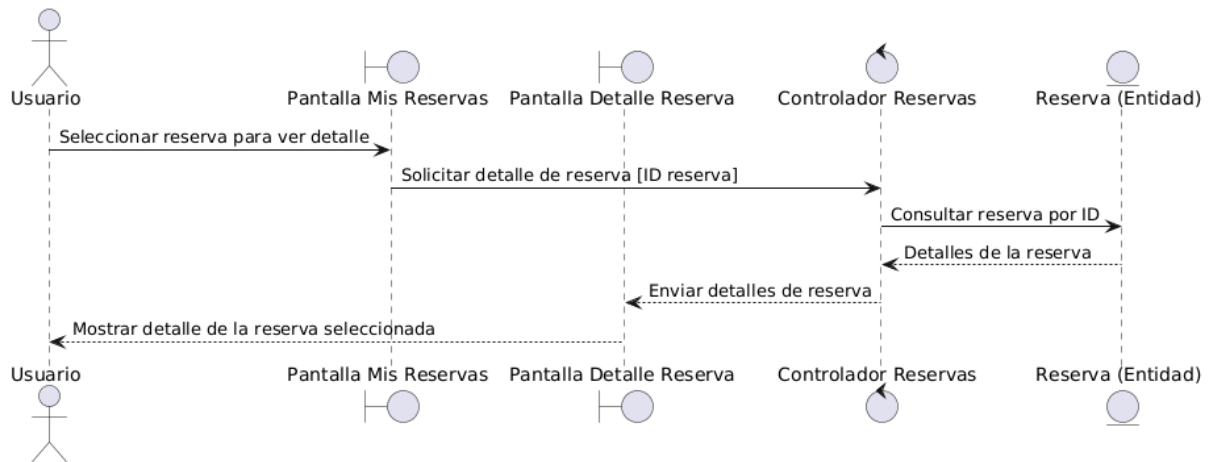 Usuario
Pantalla Mis Reservas
Pantalla Detalle Reserva
Controlador Reservas
Reserva (Entidad)
Seleccionar reserva para ver detalle
Solicitar detalle de reserva [ID reserva]
Consultar reserva por ID
Detalles de la reserva
Enviar detalles de reserva
Mostrar detalle de la reserva seleccionada
Usuario
Pantalla Mis Reservas
Pantalla Detalle Reserva
Controlador Reservas
Reserva (Entidad)